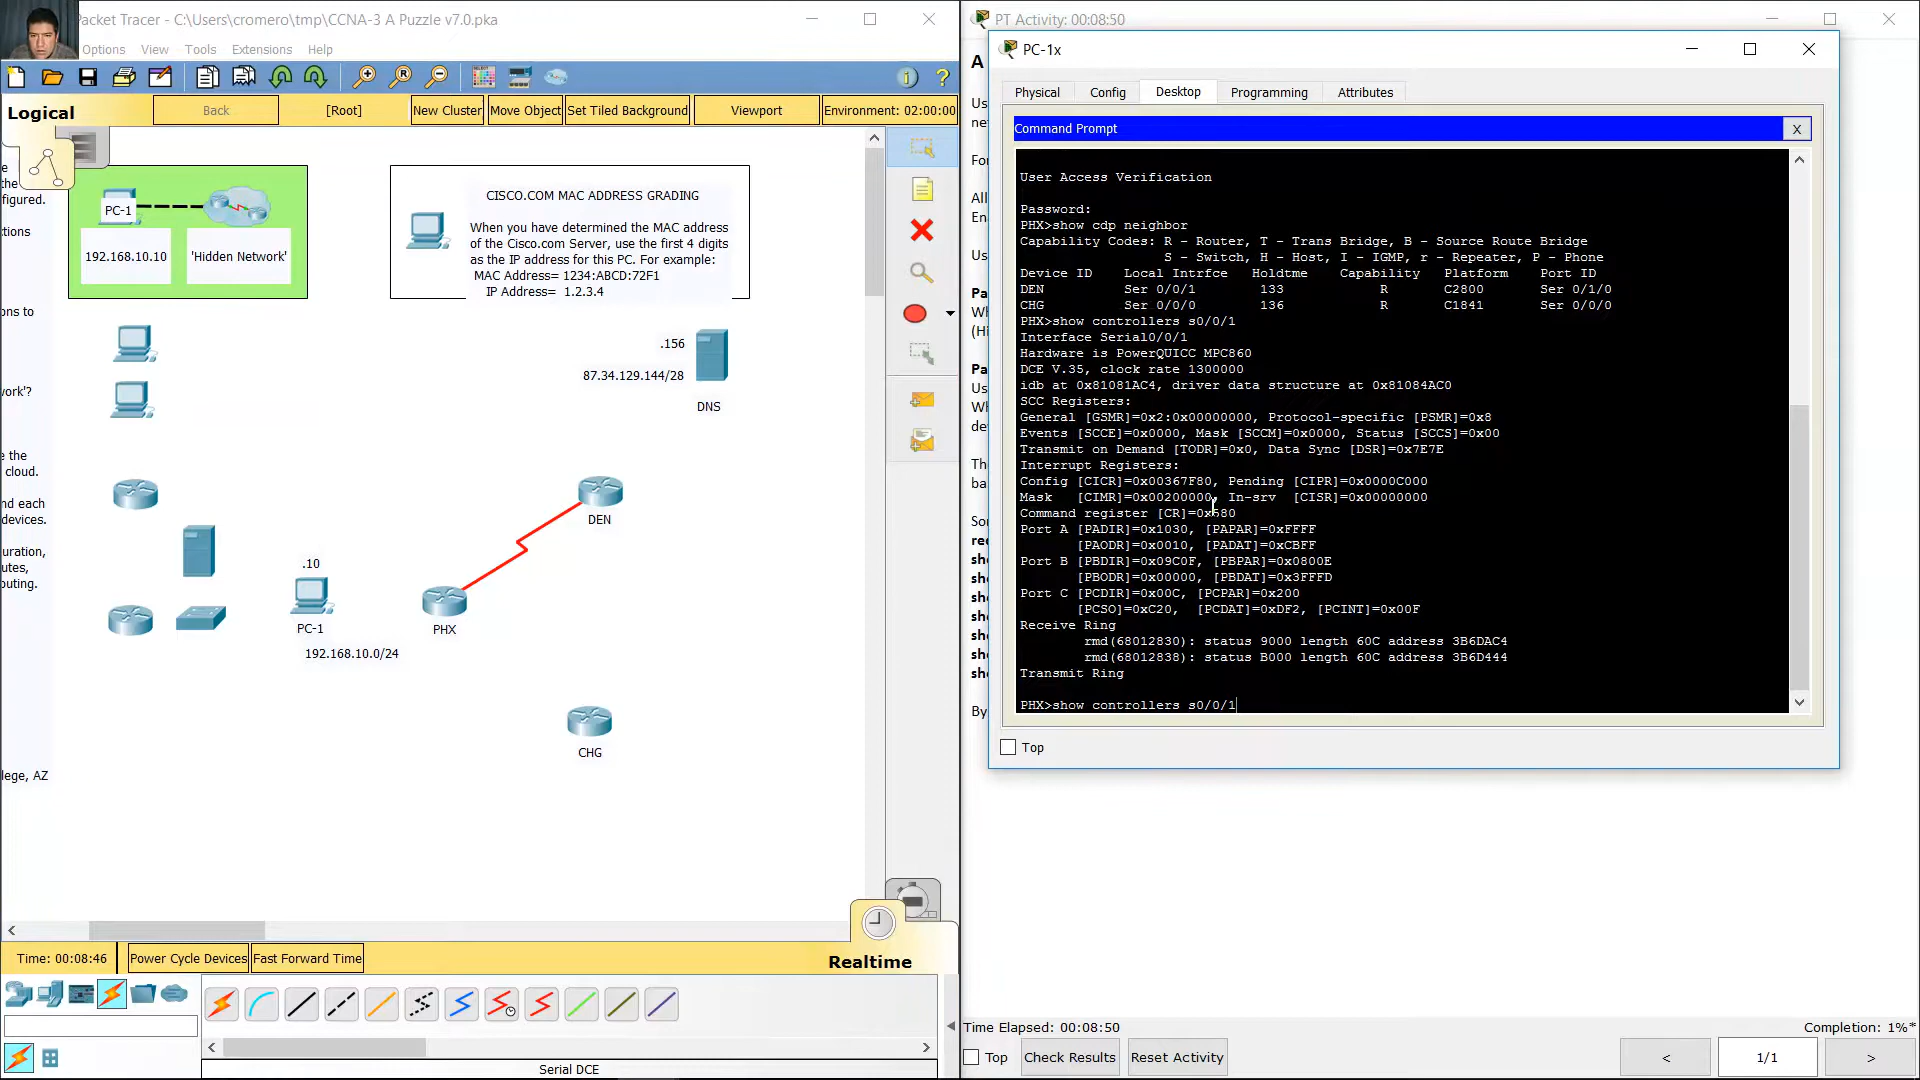 Packet Tracer - C:\Users\cromero\tmp\CCNA-3 A Puzzle v7.0.pka
Options View Tools Extensions Help
Logical
Back
[Root]
New Cluster
Move Object
Set Tiled Background
Viewport
Environment: 02:00:00
the
figured.
ons to
the
cloud.
and each
devices.
lege, AZ
PC-1
192.168.10.10
'Hidden Network'
CISCO.COM MAC ADDRESS GRADING
When you have determined the MAC address
of the Cisco.com Server, use the first 4 digits
as the IP address for this PC. For example:
MAC Address= 1234:ABCD:72F1
IP Address= 1.2.3.4
.156
87.34.129.144/28
DNS
DEN
.10
PC-1
PHX
192.168.10.0/24
CHG
Time: 00:08:46
Power Cycle Devices
Fast Forward Time
Realtime
Serial DCE
PT Activity: 00:08:50
PC-1x
Physical
Config
Desktop
Programming
Attributes
Command Prompt
X
User Access Verification
Password:
PHX>show cdp neighbor
Capability Codes: R - Router, T - Trans Bridge, B - Source Route Bridge
S - Switch, H - Host, I - IGMP, r - Repeater, P - Phone
Device ID Local Intrfce Holdtme Capability Platform Port ID
DEN Ser 0/0/1 133 R C2800 Ser 0/1/0
CHG Ser 0/0/0 136 R C1841 Ser 0/0/0
PHX>show controllers s0/0/1
Interface Serial0/0/1
Hardware is PowerQUICC MPC860
DCE V.35, clock rate 1300000
idb at 0x81081AC4, driver data structure at 0x81084AC0
SCC Registers:
General [GSMR]=0x2:0x00000000, Protocol-specific [PSMR]=0x8
Events [SCCE]=0x0000, Mask [SCCM]=0x0000, Status [SCCS]=0x00
Transmit on Demand [TODR]=0x0, Data Sync [DSR]=0x7E7E
Interrupt Registers:
Config [CICR]=0x00367F80, Pending [CIPR]=0x0000C000
Mask [CIMR]=0x00200000, In-srv [CISR]=0x00000000
Command register [CR]=0x580
Port A [PADIR]=0x1030, [PAPAR]=0xFFFF
[PAODR]=0x0010, [PADAT]=0xCBFF
Port B [PBDIR]=0x09C0F, [PBPAR]=0x0800E
[PBODR]=0x00000, [PBDAT]=0x3FFFD
Port C [PCDIR]=0x00C, [PCPAR]=0x200
[PCSO]=0xC20, [PCDAT]=0xDF2, [PCINT]=0x00F
Receive Ring
rmd(68012830): status 9000 length 60C address 3B6DAC4
rmd(68012838): status B000 length 60C address 3B6D444
Transmit Ring
PHX>show controllers s0/0/1
Top
Time Elapsed: 00:08:50
Completion: 1%*
Top
Check Results
Reset Activity
<
1/1
>